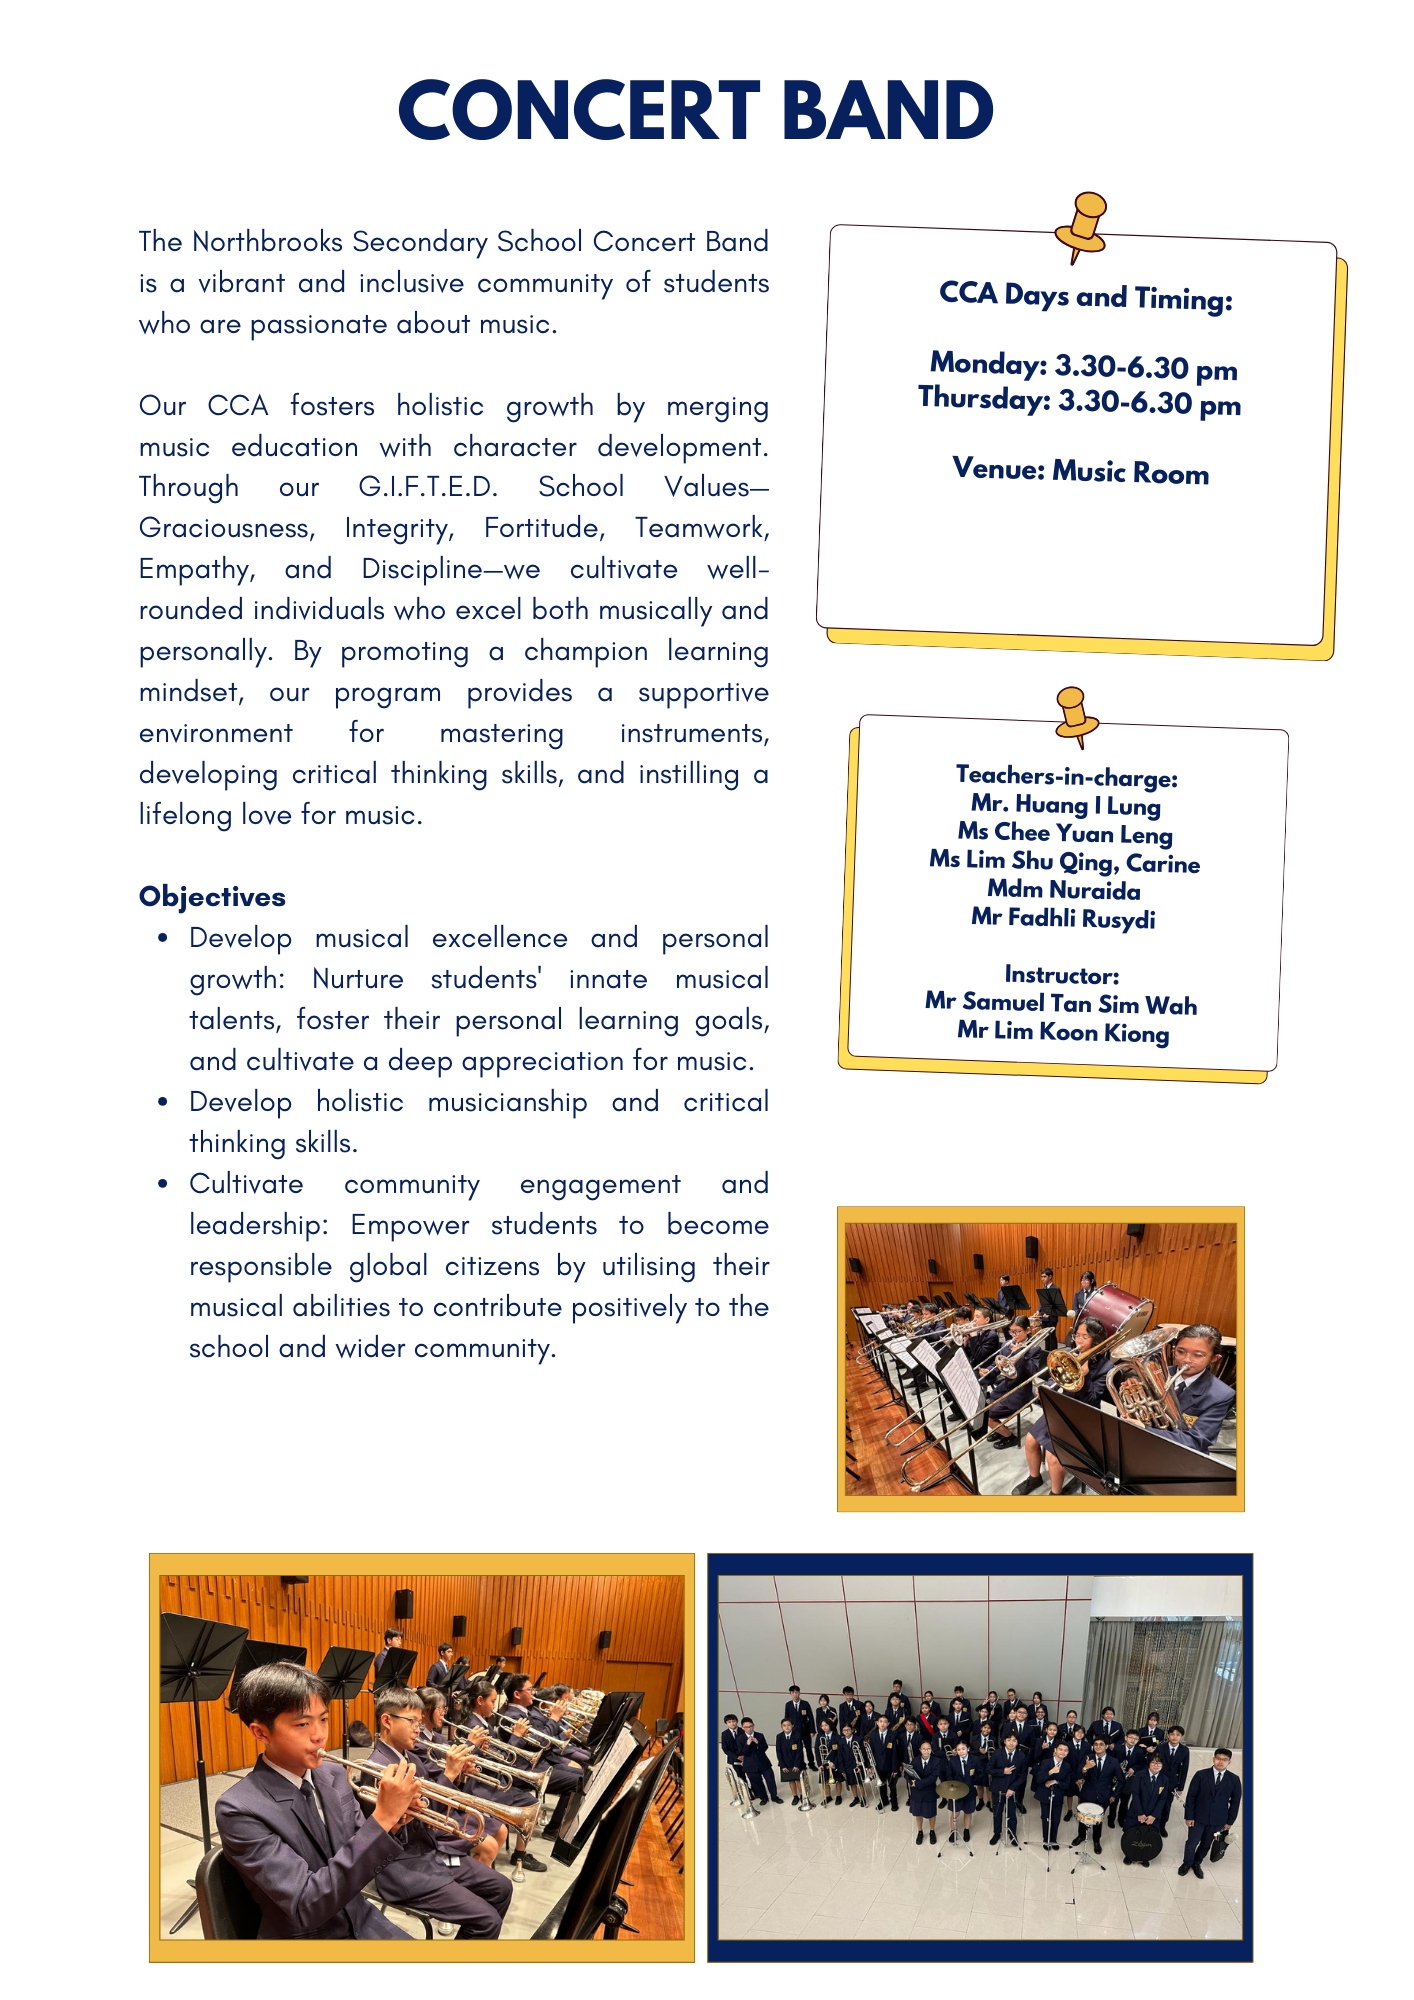 CONCERT BAND
The Northbrooks Secondary School Concert Band
is a vibrant and inclusive community of students
who are passionate about music.
Our CCA fosters holistic growth by merging
music education with character development.
Through our G.I.F.T.E.D. School Values—
Graciousness, Integrity, Fortitude, Teamwork,
Empathy, and Discipline—we cultivate well-
rounded individuals who excel both musically and
personally. By promoting a champion learning
mindset, our program provides a supportive
environment for mastering instruments,
developing critical thinking skills, and instilling a
lifelong love for music.
Objectives
• Develop musical excellence and personal
growth: Nurture students' innate musical
talents, foster their personal learning goals,
and cultivate a deep appreciation for music.
• Develop holistic musicianship and critical
thinking skills.
• Cultivate community engagement and
leadership: Empower students to become
responsible global citizens by utilising their
musical abilities to contribute positively to the
school and wider community.
CCA Days and Timing:
Monday: 3.30-6.30 pm
Thursday: 3.30-6.30 pm
Venue: Music Room
Teachers-in-charge:
Mr. Huang I Lung
Ms Chee Yuan Leng
Ms Lim Shu Qing, Carine
Mdm Nuraida
Mr Fadhli Rusydi
Instructor:
Mr Samuel Tan Sim Wah
Mr Lim Koon Kiong
Zildjian